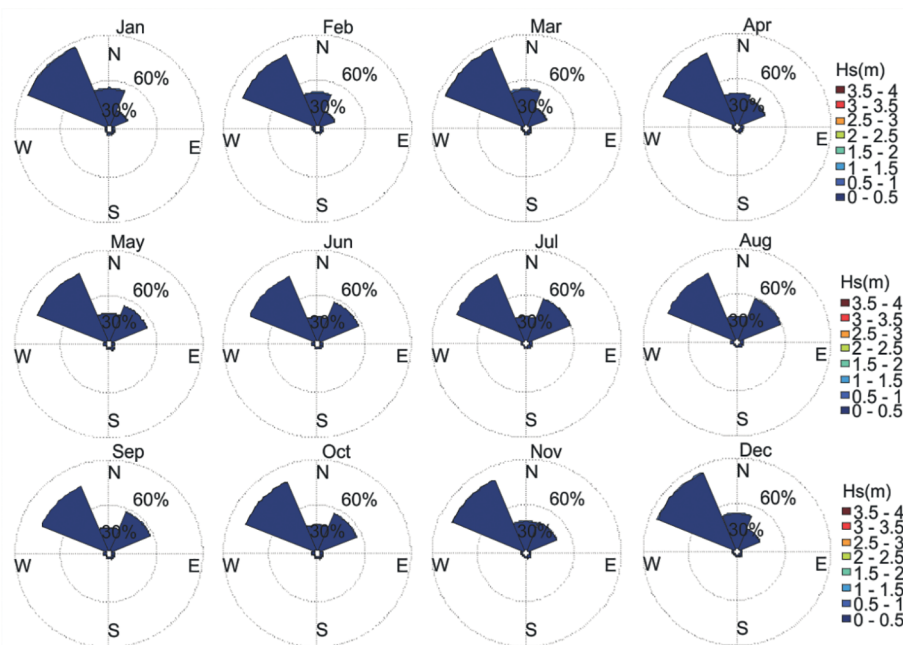 Jan Feb Mar Apr
N N N N
60% 60% 60% 60%
30% 30% 30% 30%
W E W E W E W E
S S S S
Hs(m)
3.5 - 4
3 - 3.5
2.5 - 3
2 - 2.5
1.5 - 2
1 - 1.5
0.5 - 1
0 - 0.5
May Jun Jul Aug
N N N N
60% 60% 60% 60%
30% 30% 30% 30%
W E W E W E W E
S S S S
Hs(m)
3.5 - 4
3 - 3.5
2.5 - 3
2 - 2.5
1.5 - 2
1 - 1.5
0.5 - 1
0 - 0.5
Sep Oct Nov Dec
N N N N
60% 60% 60% 60%
30% 30% 30% 30%
W E W E W E W E
S S S S
Hs(m)
3.5 - 4
3 - 3.5
2.5 - 3
2 - 2.5
1.5 - 2
1 - 1.5
0.5 - 1
0 - 0.5